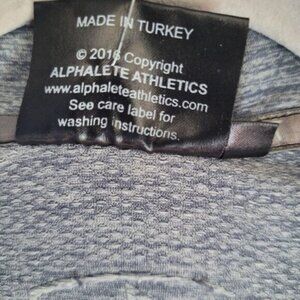 MADE IN TURKEY
© 2018 Copyright
ALPHALETE ATHLETICS
www.alphaleteathletics.com
See care label for
washing instructions.